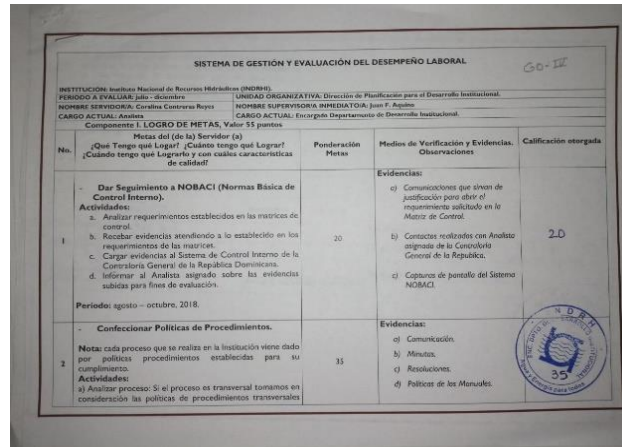 SISTEMA DE GESTIÓN Y EVALUACIÓN DEL DESEMPEÑO LABORAL
GO-IV
INSTITUCIÓN: Instituto Nacional de Recursos Hidráulicos (INDRHI).
PERIODO A EVALUAR: julio - diciembre
UNIDAD ORGANIZATIVA: Dirección de Planificación para el Desarrollo Institucional.
NOMBRE SERVIDOR/A: Coralina Contreras Reyes
NOMBRE SUPERVISOR/A INMEDIATO/A: Juan F. Aquino
CARGO ACTUAL: Analista
CARGO ACTUAL: Encargado Departamento de Desarrollo Institucional.
Componente I. LOGRO DE METAS, Valor 55 puntos
No.
Metas del (de la) Servidor (a)
¿Qué Tengo qué Logar? ¿Cuánto tengo qué Lograr?
¿Cuándo tengo qué Lograrlo y con cuáles características
de calidad?
Ponderación
Metas
Medios de Verificación y Evidencias.
Observaciones
Calificación otorgada
1
- Dar Seguimiento a NOBACI (Normas Básica de
Control Interno).
Actividades:
a. Analizar requerimientos establecidos en las matrices de
control.
b. Recabar evidencias atendiendo a lo establecido en los
requerimientos de las matrices.
c. Cargar evidencias al Sistema de Control Interno de la
Contraloría General de la República Dominicana.
d. Informar al Analista asignado sobre las evidencias
subidas para fines de evaluación.
Periodo: agosto – octubre, 2018.
20
Evidencias:
a) Comunicaciones que sirvan de
justificación para abrir el
requerimiento solicitado en la
Matriz de Control.
b) Contactos realizados con Analista
asignado de la Contraloría
General de la Republica.
c) Capturas de pantalla del Sistema
NOBACI.
20
2
- Confeccionar Políticas de Procedimientos.
Nota: cada proceso que se realiza en la Institución viene dado
por políticas procedimientos establecidas para su
cumplimiento.
Actividades:
a) Analizar proceso: Si el proceso es transversal tomamos en
consideración las políticas de procedimientos transversales
35
Evidencias:
a) Comunicación.
b) Minutas.
c) Resoluciones.
d) Políticas de los Manuales.
35